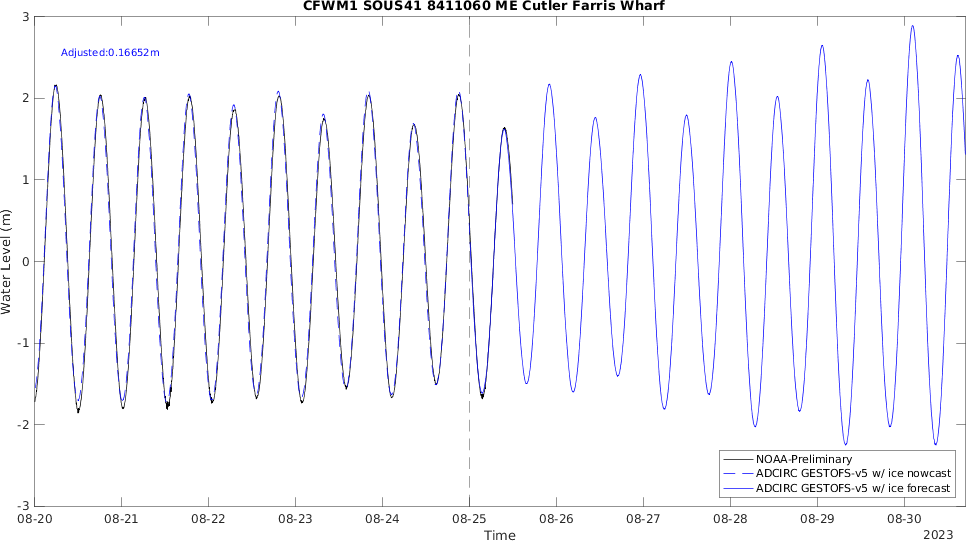 CFWM1 SOUS41 8411060 ME Cutler Farris Wharf
Adjusted:0.16652m
3
2
1
0
-1
-2
-3
Water Level (m)
NOAA-Preliminary
ADCIRC GESTOFS-v5 w/ ice nowcast
ADCIRC GESTOFS-v5 w/ ice forecast
08-20 08-21 08-22 08-23 08-24 08-25 08-26 08-27 08-28 08-29 08-30
Time
2023